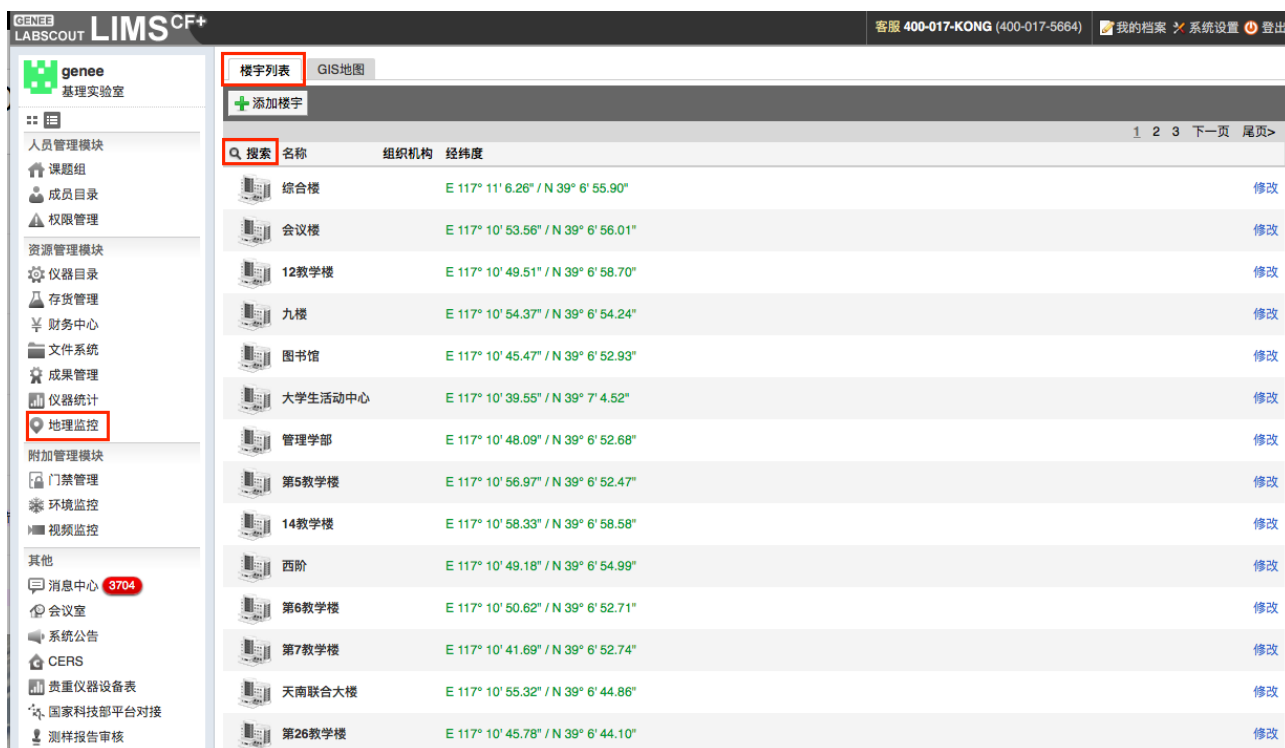 GENEE
LABSCOUT LIMS CF+
客服 400-017-KONG (400-017-5664) 我的档案 系统设置 登出
genee
基理实验室
人员管理模块
课题组
成员目录
权限管理
资源管理模块
仪器目录
存货管理
财务中心
文件系统
成果管理
仪器统计
地理监控
附加管理模块
门禁管理
环境监控
视频监控
其他
消息中心 3704
会议室
系统公告
CERS
贵重仪器设备表
国家科技部平台对接
测样报告审核
楼宇列表 GIS地图
添加楼宇
1 2 3 下一页 尾页>
搜索 名称 组织机构 经纬度
综合楼 E 117° 11' 6.26" / N 39° 6' 55.90" 修改
会议楼 E 117° 10' 53.56" / N 39° 6' 56.01" 修改
12教学楼 E 117° 10' 49.51" / N 39° 6' 58.70" 修改
九楼 E 117° 10' 54.37" / N 39° 6' 54.24" 修改
图书馆 E 117° 10' 45.47" / N 39° 6' 52.93" 修改
大学生活动中心 E 117° 10' 39.55" / N 39° 7' 4.52" 修改
管理学部 E 117° 10' 48.09" / N 39° 6' 52.68" 修改
第5教学楼 E 117° 10' 56.97" / N 39° 6' 52.47" 修改
14教学楼 E 117° 10' 58.33" / N 39° 6' 58.58" 修改
西阶 E 117° 10' 49.18" / N 39° 6' 54.99" 修改
第6教学楼 E 117° 10' 50.62" / N 39° 6' 52.71" 修改
第7教学楼 E 117° 10' 41.69" / N 39° 6' 52.74" 修改
天南联合大楼 E 117° 10' 55.32" / N 39° 6' 44.86" 修改
第26教学楼 E 117° 10' 45.78" / N 39° 6' 44.10" 修改